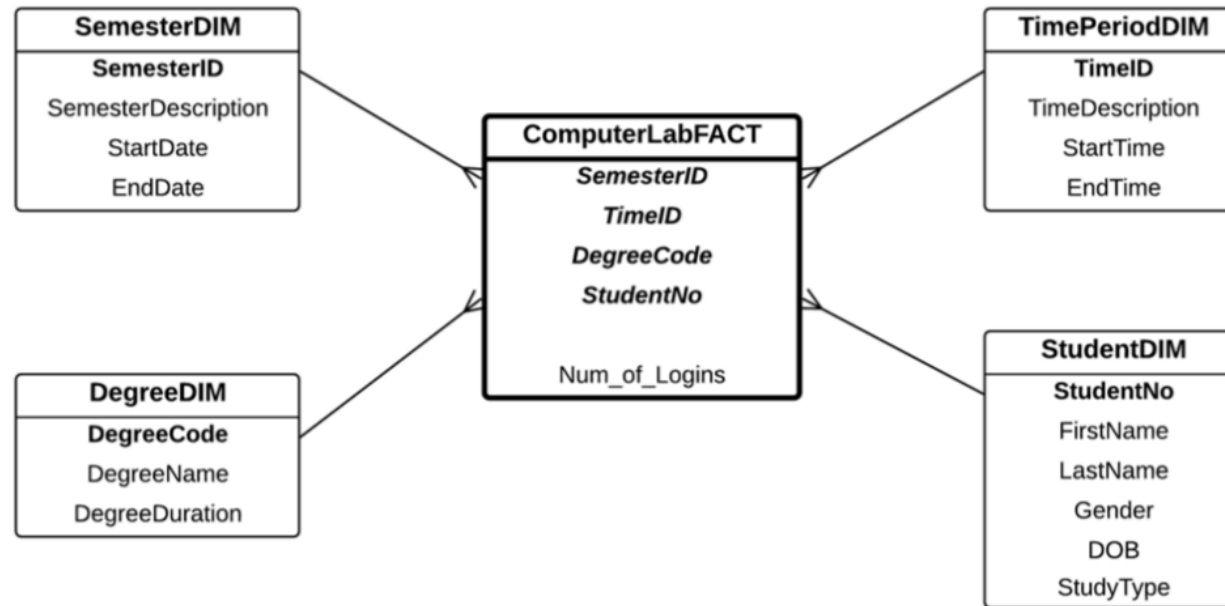 SemesterDIM
SemesterID
SemesterDescription
StartDate
EndDate
TimePeriodDIM
TimeID
TimeDescription
StartTime
EndTime
ComputerLabFACT
SemesterID
TimeID
DegreeCode
StudentNo
Num_of_Logins
DegreeDIM
DegreeCode
DegreeName
DegreeDuration
StudentDIM
StudentNo
FirstName
LastName
Gender
DOB
StudyType